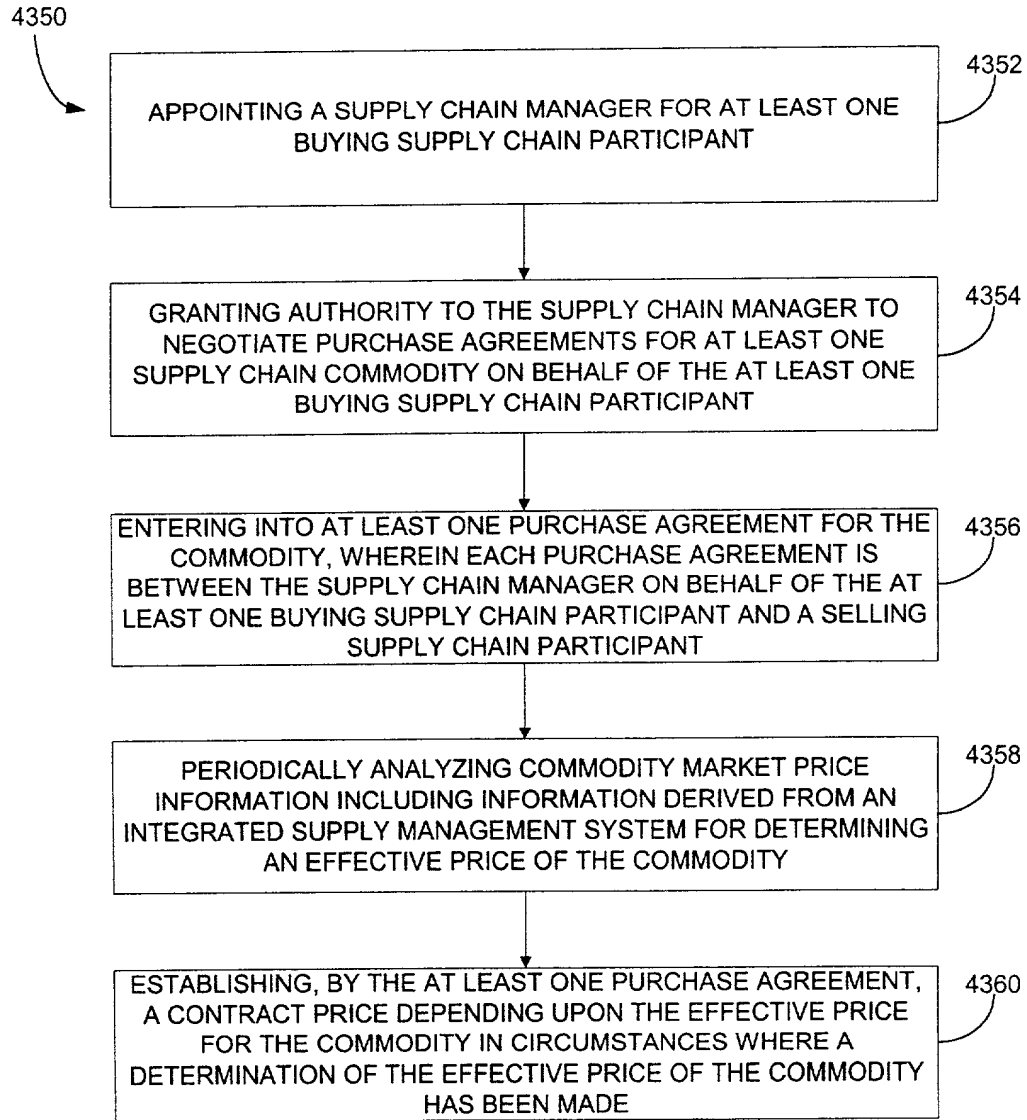 4350
APPOINTING A SUPPLY CHAIN MANAGER FOR AT LEAST ONE
BUYING SUPPLY CHAIN PARTICIPANT
4352
GRANTING AUTHORITY TO THE SUPPLY CHAIN MANAGER TO
NEGOTIATE PURCHASE AGREEMENTS FOR AT LEAST ONE
SUPPLY CHAIN COMMODITY ON BEHALF OF THE AT LEAST ONE
BUYING SUPPLY CHAIN PARTICIPANT
4354
ENTERING INTO AT LEAST ONE PURCHASE AGREEMENT FOR THE
COMMODITY, WHEREIN EACH PURCHASE AGREEMENT IS
BETWEEN THE SUPPLY CHAIN MANAGER ON BEHALF OF THE AT
LEAST ONE BUYING SUPPLY CHAIN PARTICIPANT AND A SELLING
SUPPLY CHAIN PARTICIPANT
4356
PERIODICALLY ANALYZING COMMODITY MARKET PRICE
INFORMATION INCLUDING INFORMATION DERIVED FROM AN
INTEGRATED SUPPLY MANAGEMENT SYSTEM FOR DETERMINING
AN EFFECTIVE PRICE OF THE COMMODITY
4358
ESTABLISHING, BY THE AT LEAST ONE PURCHASE AGREEMENT,
A CONTRACT PRICE DEPENDING UPON THE EFFECTIVE PRICE
FOR THE COMMODITY IN CIRCUMSTANCES WHERE A
DETERMINATION OF THE EFFECTIVE PRICE OF THE COMMODITY
HAS BEEN MADE
4360